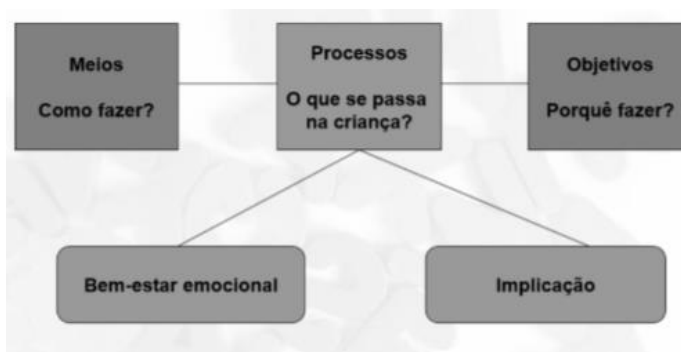 Meios
Como fazer?
Processos
O que se passa
na criança?
Objetivos
Porquê fazer?
Bem-estar emocional
Implicação